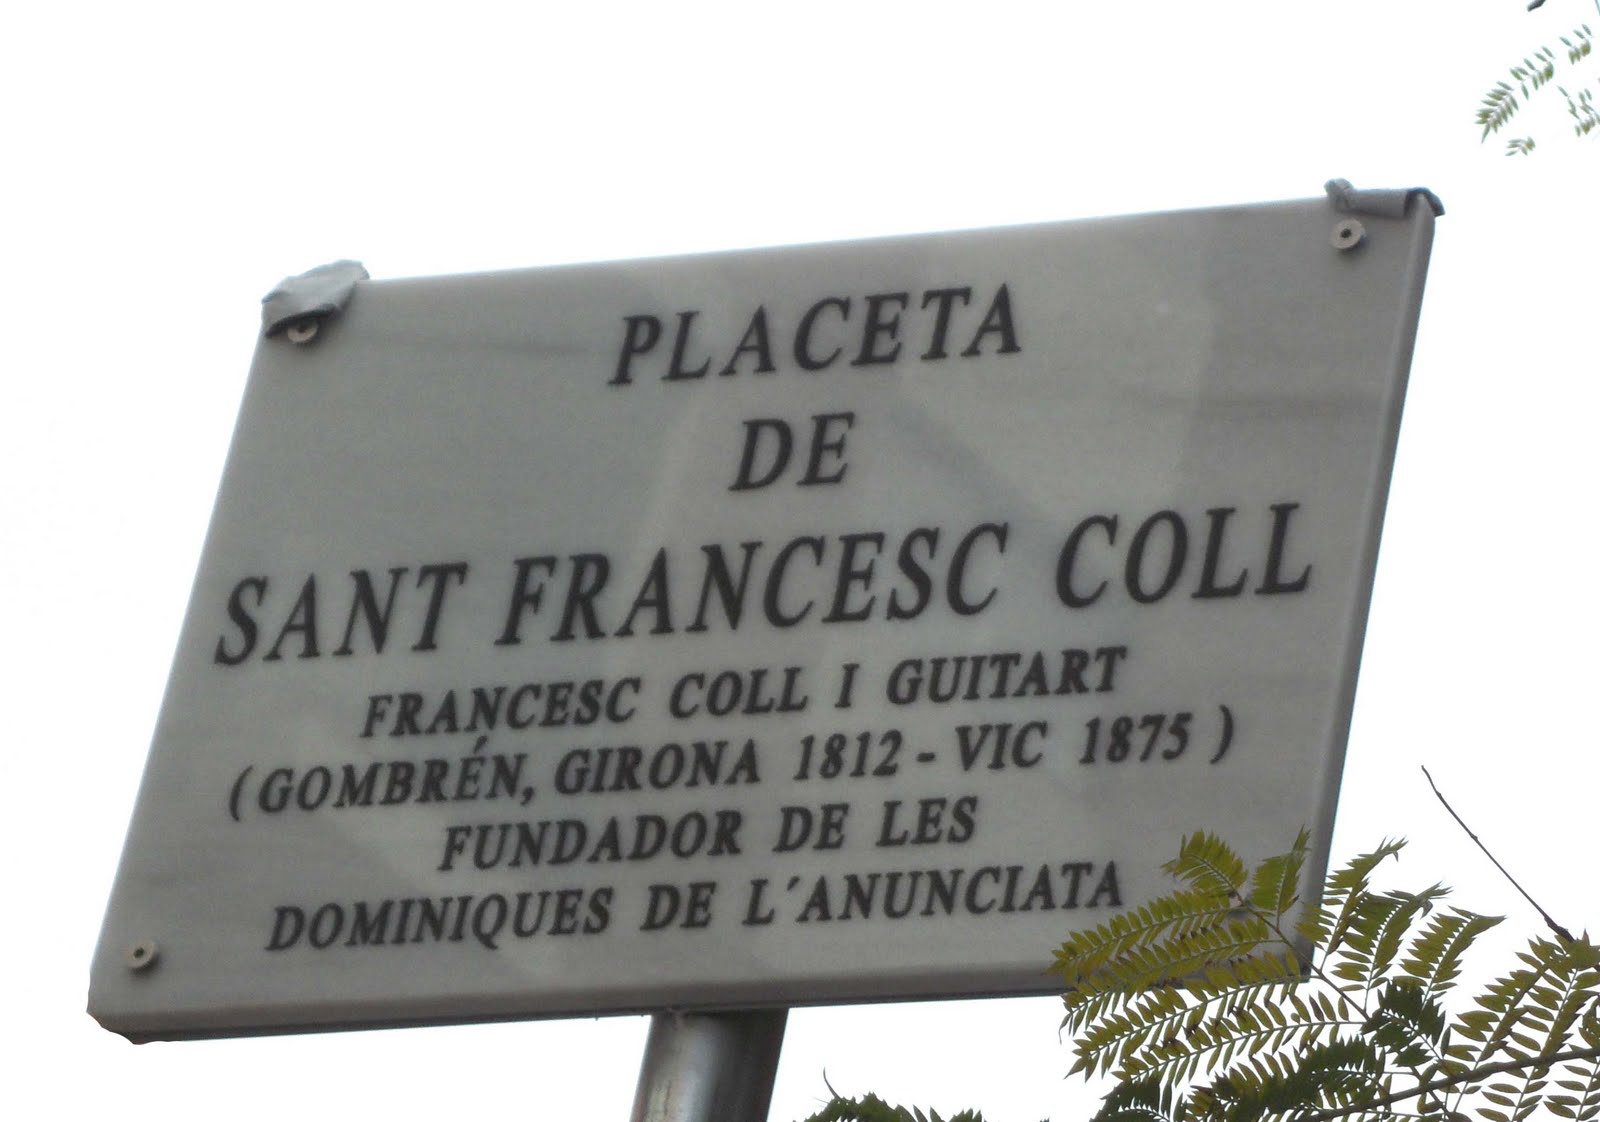 PLACETA
DE
SANT FRANCESC COLL
FRANCESC COLL I GUITART
(GOMBRÉN, GIRONA 1812 - VIC 1875)
FUNDADOR DE LES
DOMINIQUES DE L´ANUNCIATA